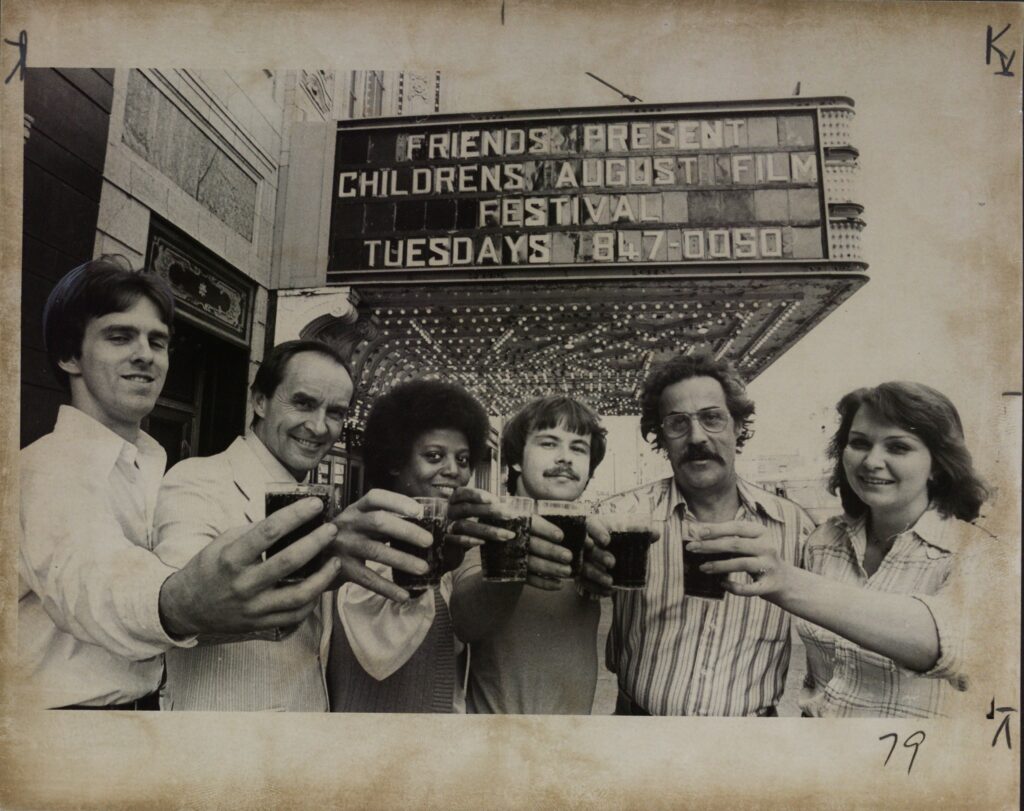 FRIENDS PRESENT
CHILDRENS AUGUST FILM
FESTIVAL
TUESDAYS 847-0050
79